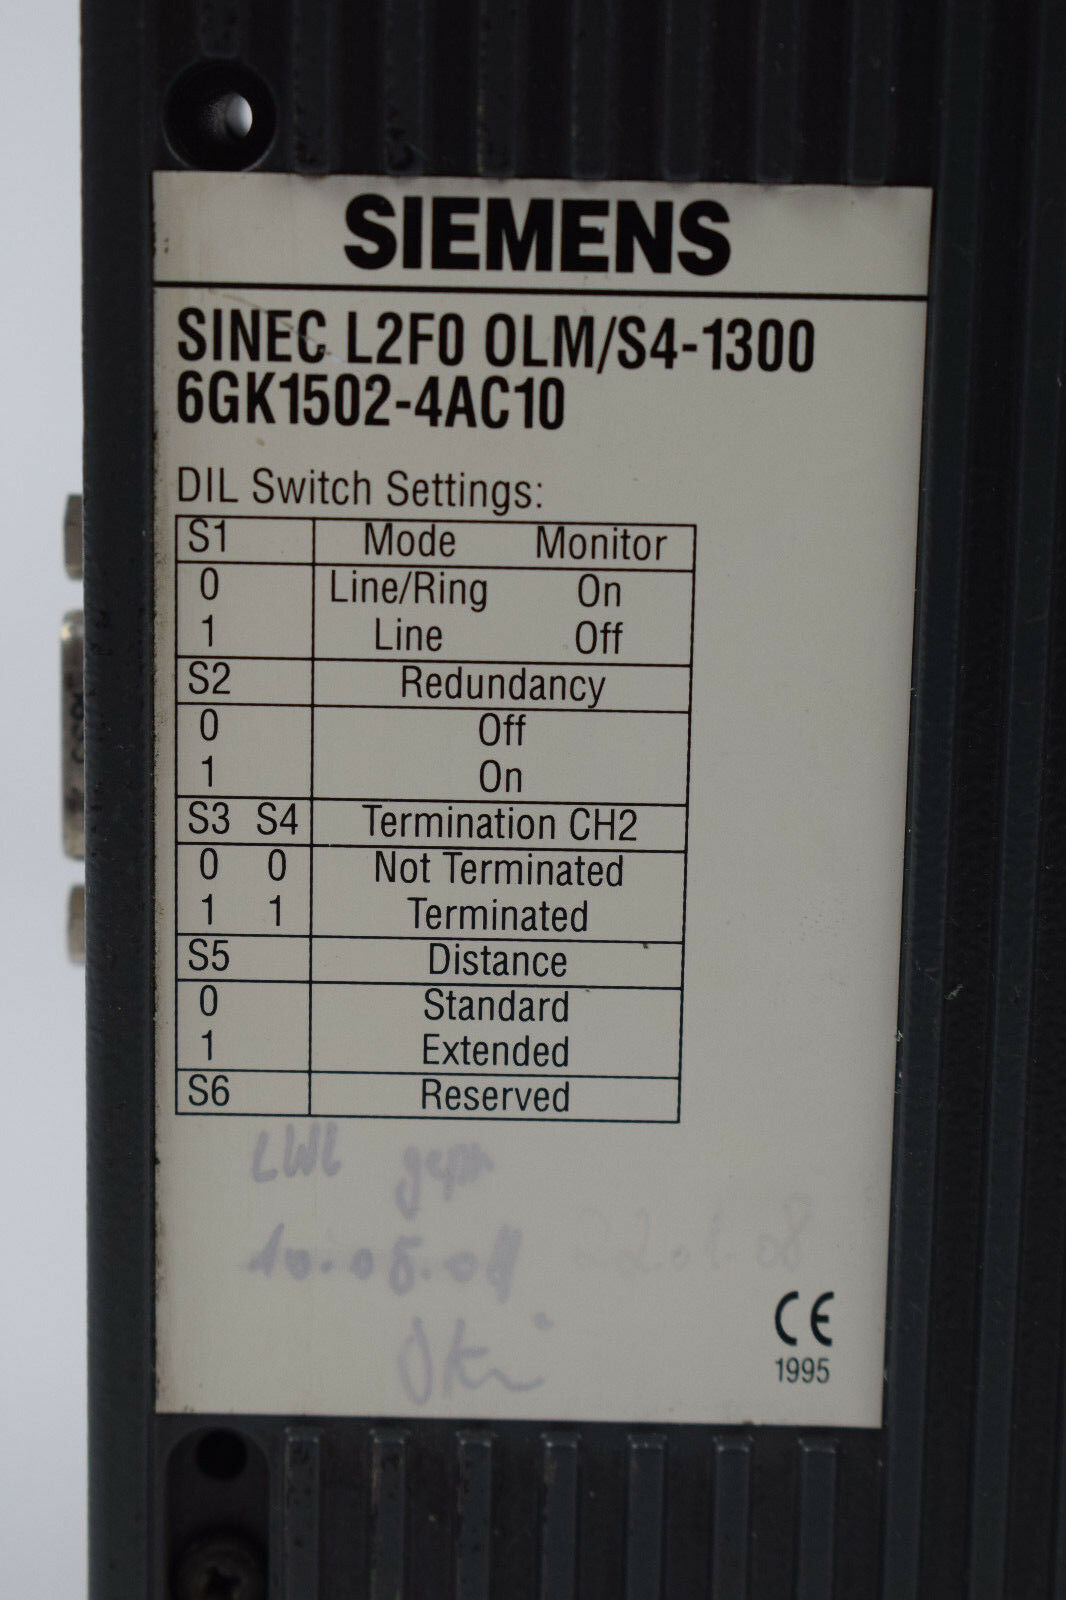 SIEMENS
SINEC L2FO OLM/S4-1300
6GK1502-4AC10
DIL Switch Settings:
S1 Mode Monitor
0 Line/Ring On
1 Line Off
S2 Redundancy
0 Off
1 On
S3 S4 Termination CH2
0 0 Not Terminated
1 1 Terminated
S5 Distance
0 Standard
1 Extended
S6 Reserved
LWL
CE
1995